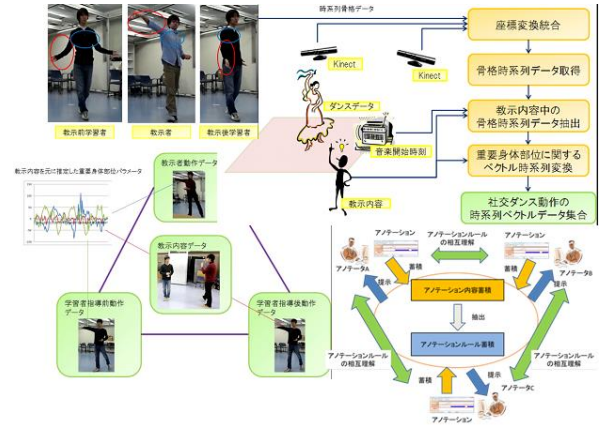 時系列骨格データ
座標変換統合
Kinect
Kinect
骨格時系列データ取得
ダンスデータ
教示内容中の
骨格時系列データ抽出
音楽開始時刻
教示前学習者
教示者
教示後学習者
重要身体部位に関する
ベクトル時系列変換
教示内容
社交ダンス動作の
時系列ベクトルデータ集合
教示内容を元に推定した重要身体部位パラメータ
教示者動作データ
教示内容データ
学習者指導前動作
データ
学習者指導後動作
データ
アノテーション
アノテーションルール
の相互理解
アノテーション
アノテータA
蓄積
蓄積
アノテータB
提示
提示
アノテーション内容蓄積
抽出
アノテーションルール
の相互理解
アノテーションルール
の相互理解
アノテーションルール蓄積
蓄積
提示
アノテータC
アノテーション